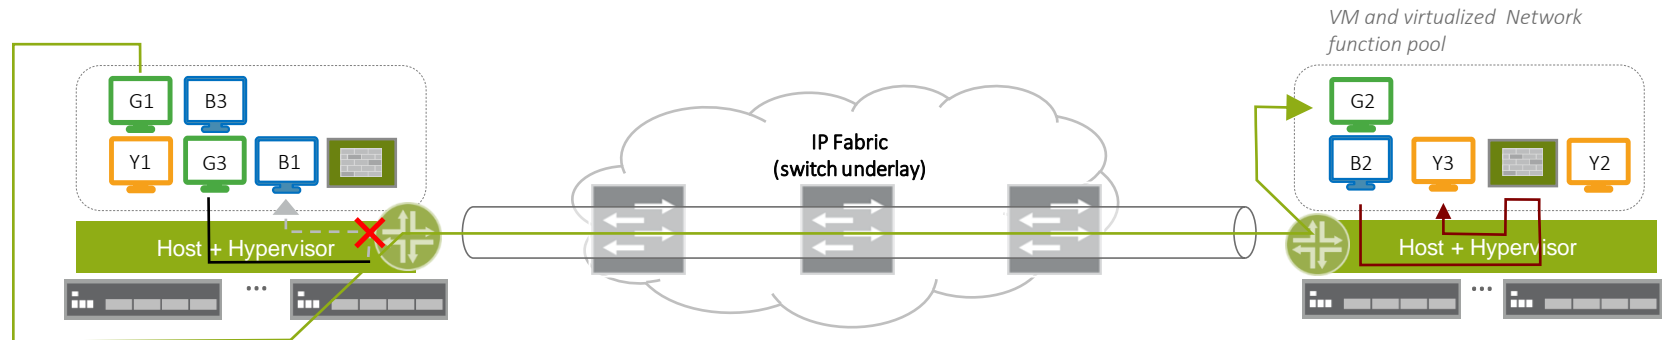 VM and virtualized Network
function pool
G1
B3
Y1
G3
B1
IP Fabric
(switch underlay)
G2
B2
Y3
Y2
Host + Hypervisor
Host + Hypervisor
...
...